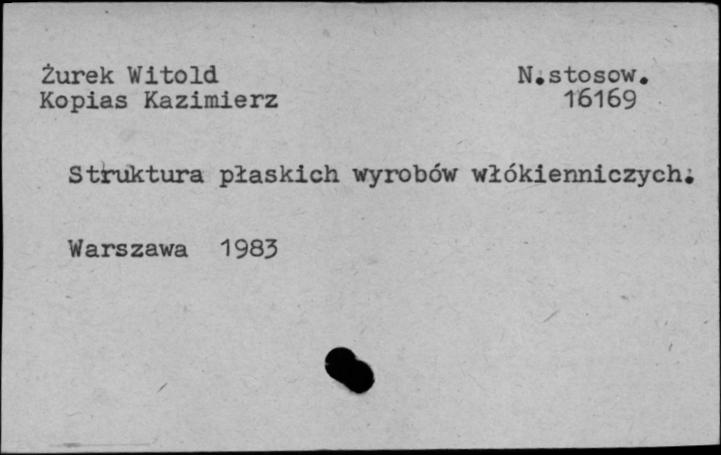 Żurek Witold N.stosow.
Kopias Kazimierz 16169
Struktura płaskich wyrobów włókienniczych.
Warszawa 1983